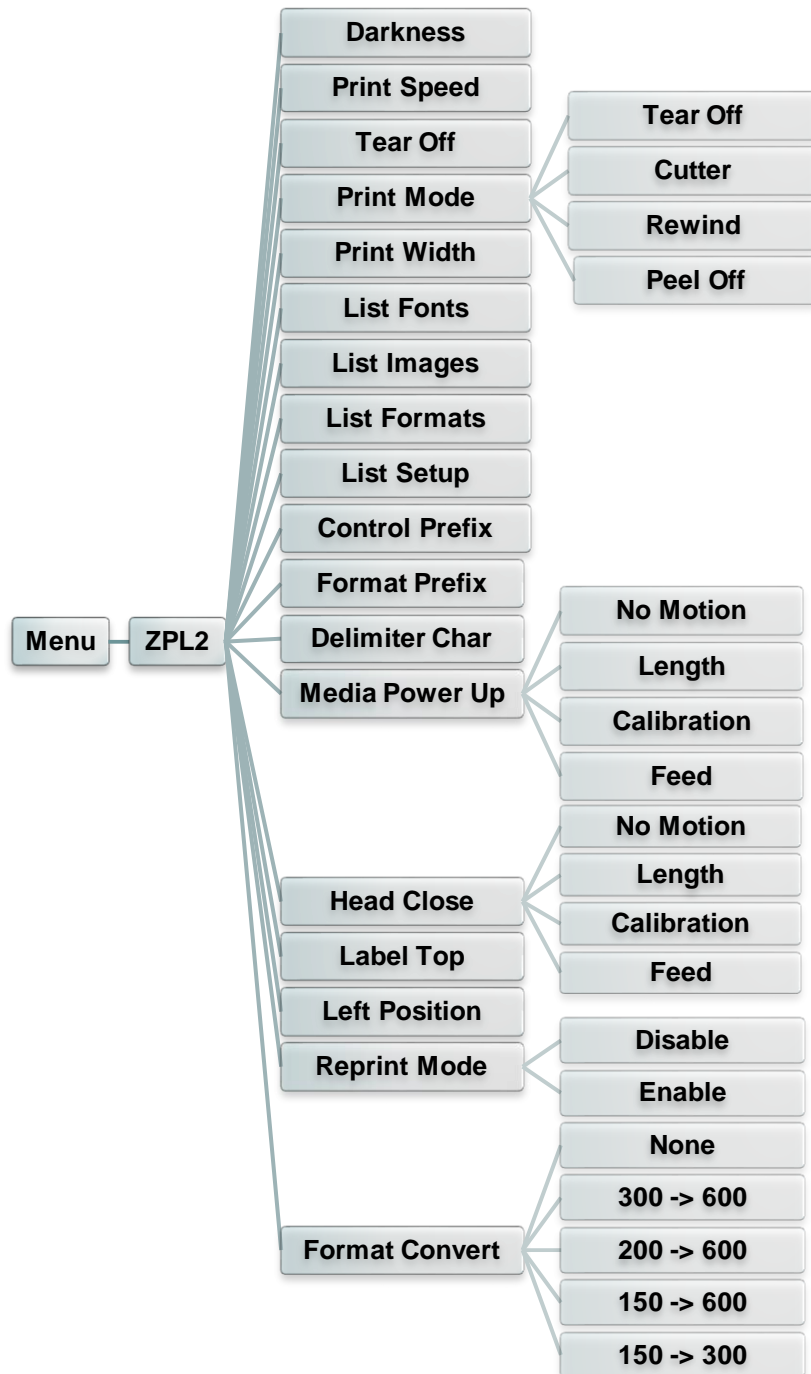 Menu
ZPL2
Darkness
Print Speed
Tear Off
Print Mode
Tear Off
Cutter
Rewind
Peel Off
Print Width
List Fonts
List Images
List Formats
List Setup
Control Prefix
Format Prefix
Delimiter Char
Media Power Up
No Motion
Length
Calibration
Feed
Head Close
No Motion
Length
Calibration
Feed
Label Top
Left Position
Reprint Mode
Disable
Enable
Format Convert
None
300 -> 600
200 -> 600
150 -> 600
150 -> 300